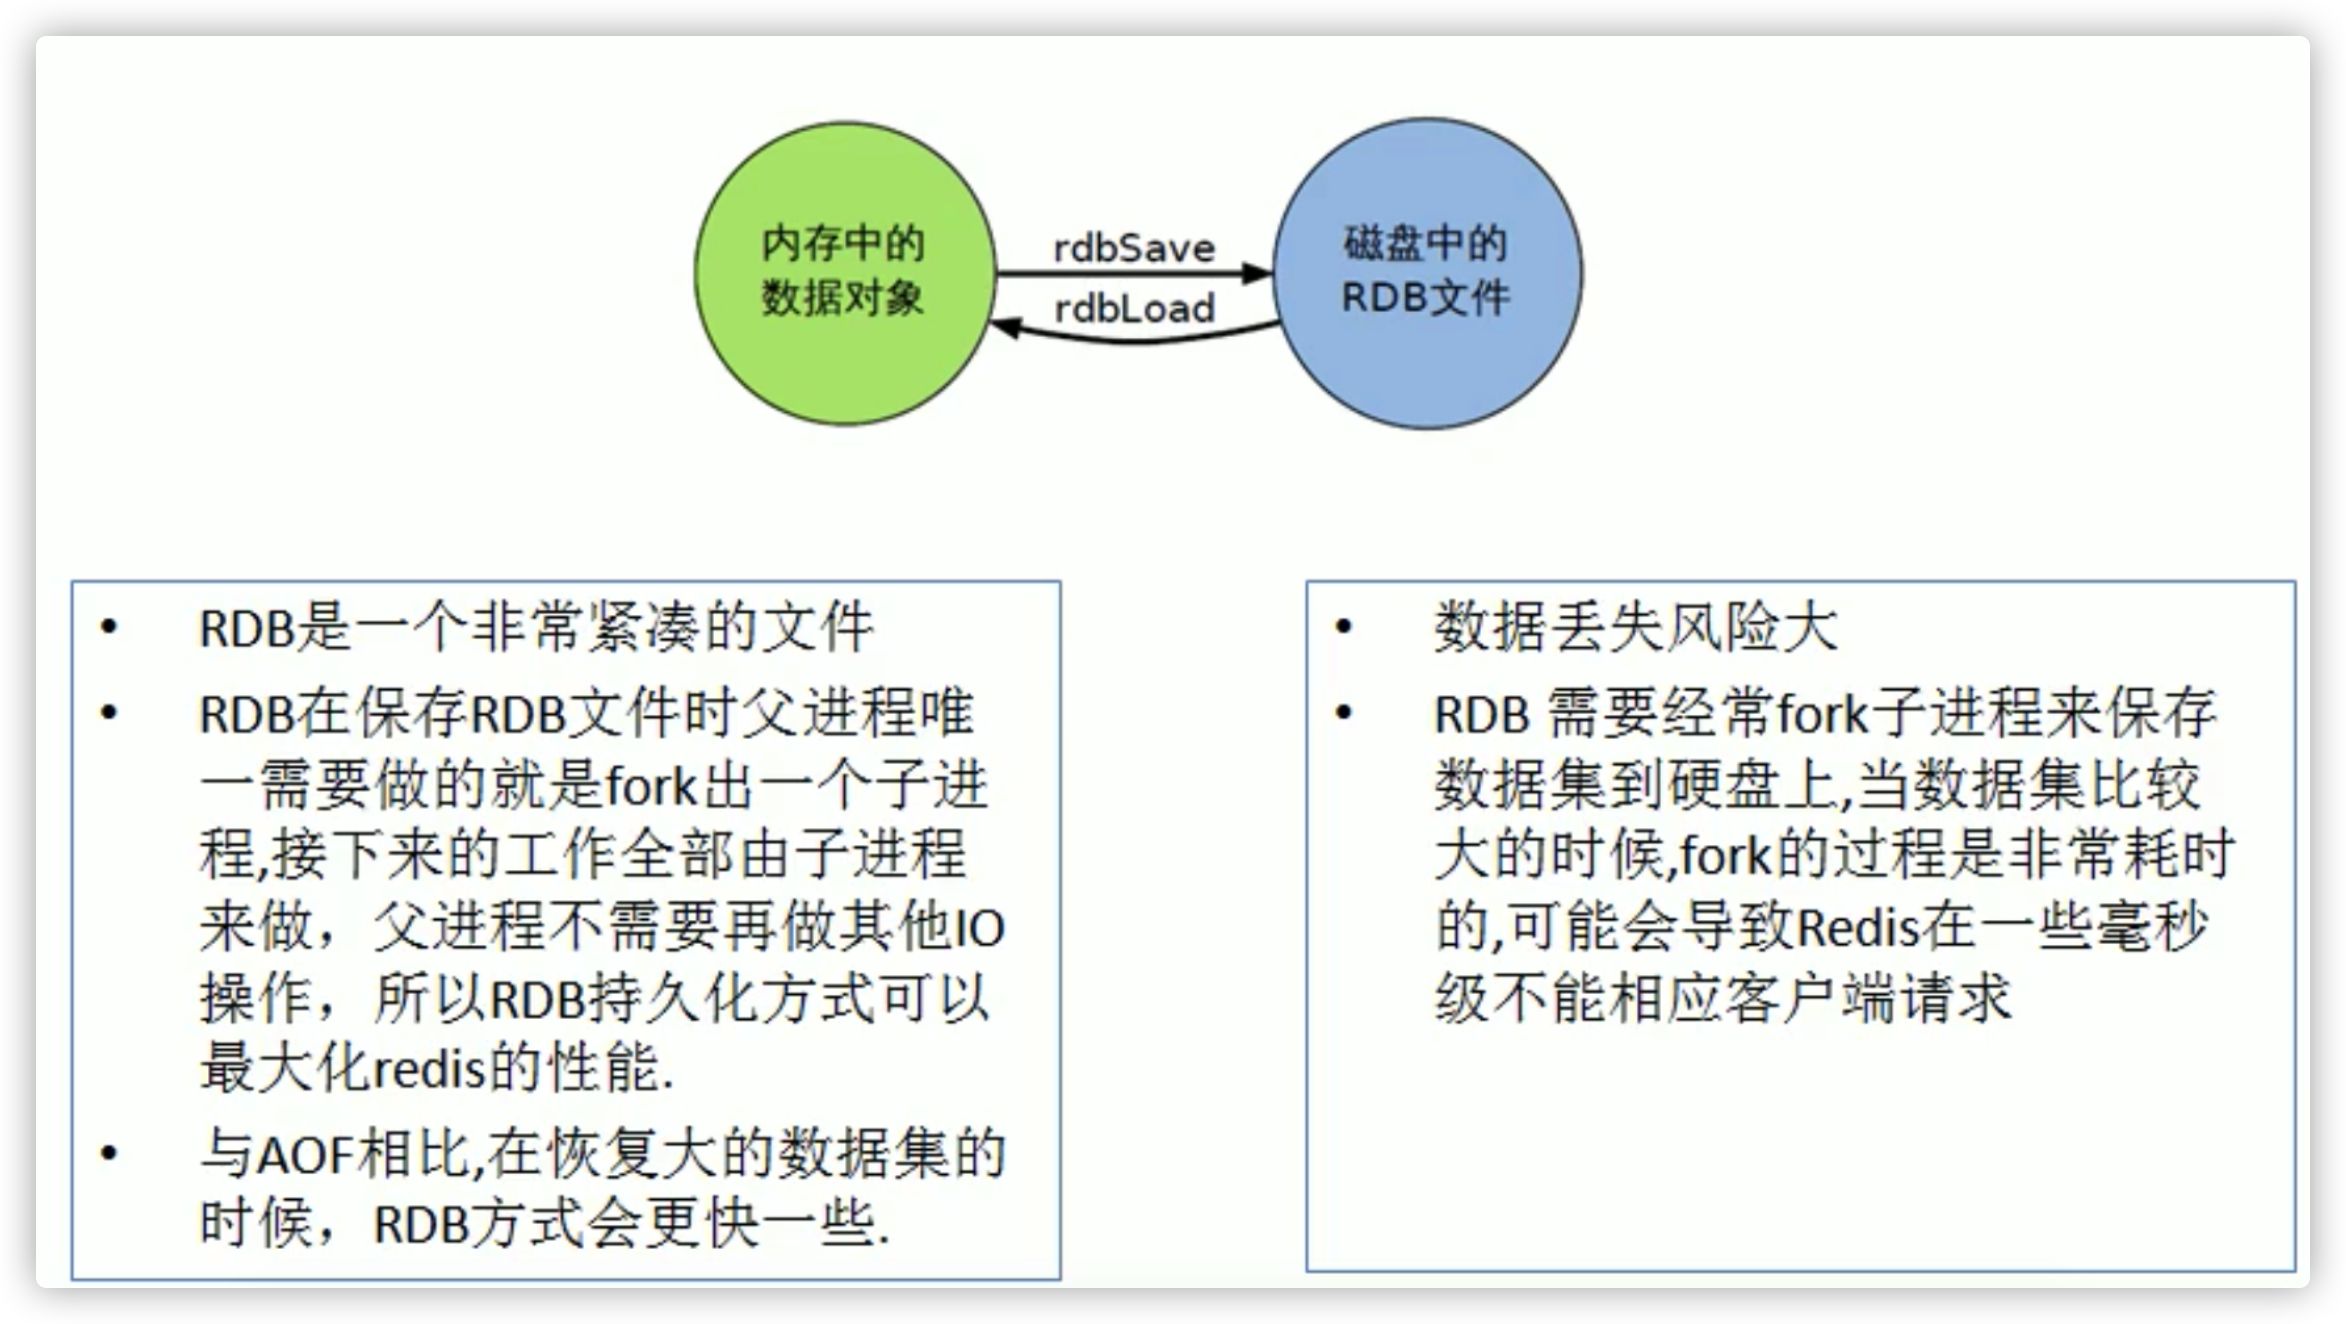 内存中的
数据对象
rdbSave
rdbLoad
磁盘中的
RDB文件
• RDB是一个非常紧凑的文件
• RDB在保存RDB文件时父进程唯
一需要做的就是fork出一个子进
程,接下来的工作全部由子进程
来做，父进程不需要再做其他IO
操作，所以RDB持久化方式可以
最大化redis的性能.
• 与AOF相比,在恢复大的数据集的
时候，RDB方式会更快一些.
• 数据丢失风险大
• RDB 需要经常fork子进程来保存
数据集到硬盘上,当数据集比较
大的时候,fork的过程是非常耗时
的,可能会导致Redis在一些毫秒
级不能相应客户端请求